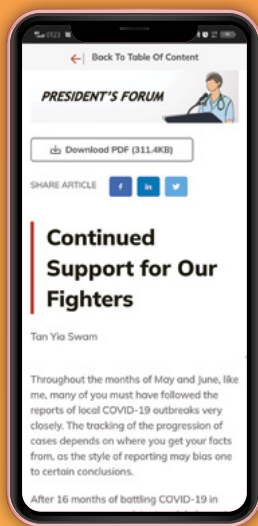 Back To Table Of Content
PRESIDENT'S FORUM
Download PDF (311.4KB)
SHARE ARTICLE
f in
Continued
Support for Our
Fighters
Tan Yia Swam
Throughout the months of May and June, like
me, many of you must have followed the
reports of local COVID-19 outbreaks very
closely. The tracking of the progression of
cases depends on where you get your facts
from, as the style of reporting may bias one
to certain conclusions.
After 16 months of battling COVID-19 in